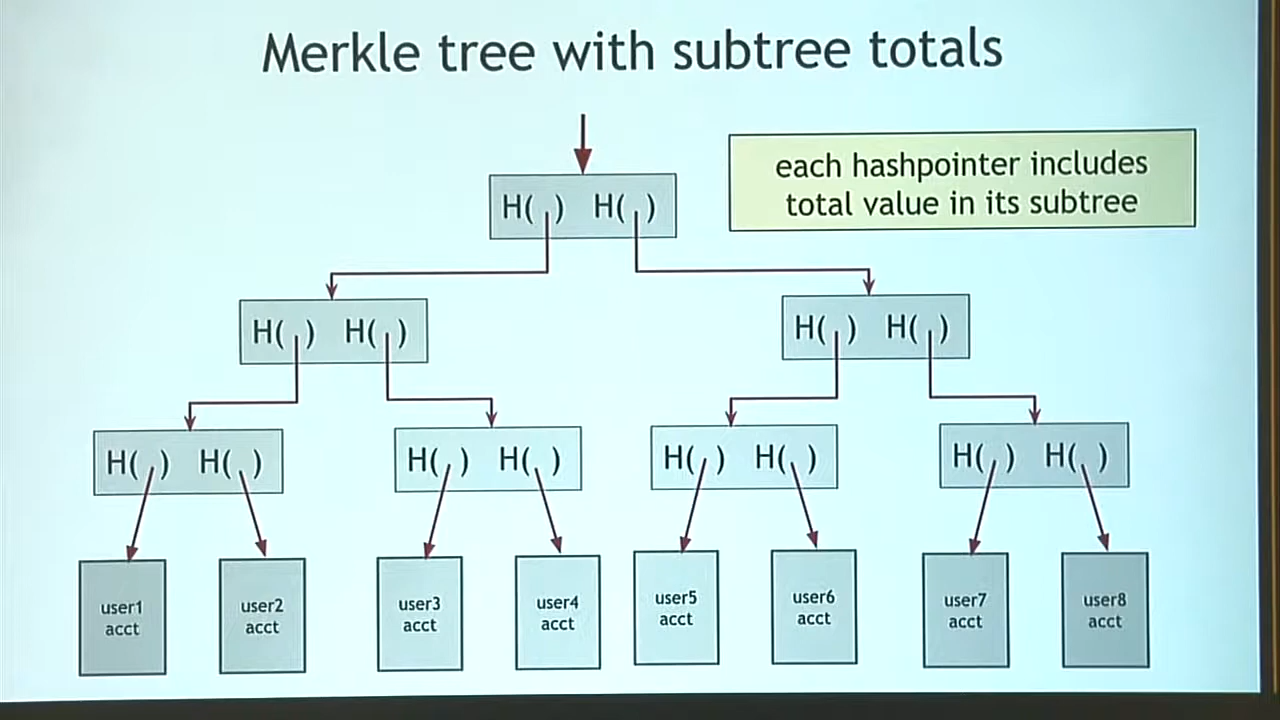 Merkle tree with subtree totals
each hashpointer includes
total value in its subtree
H( , ) H( , )
H( , ) H( , )
H( , ) H( , )
H( , ) H( , )
H( , ) H( , )
H( , ) H( , )
H( , ) H( , )
user1
acct
user2
acct
user3
acct
user4
acct
user5
acct
user6
acct
user7
acct
user8
acct